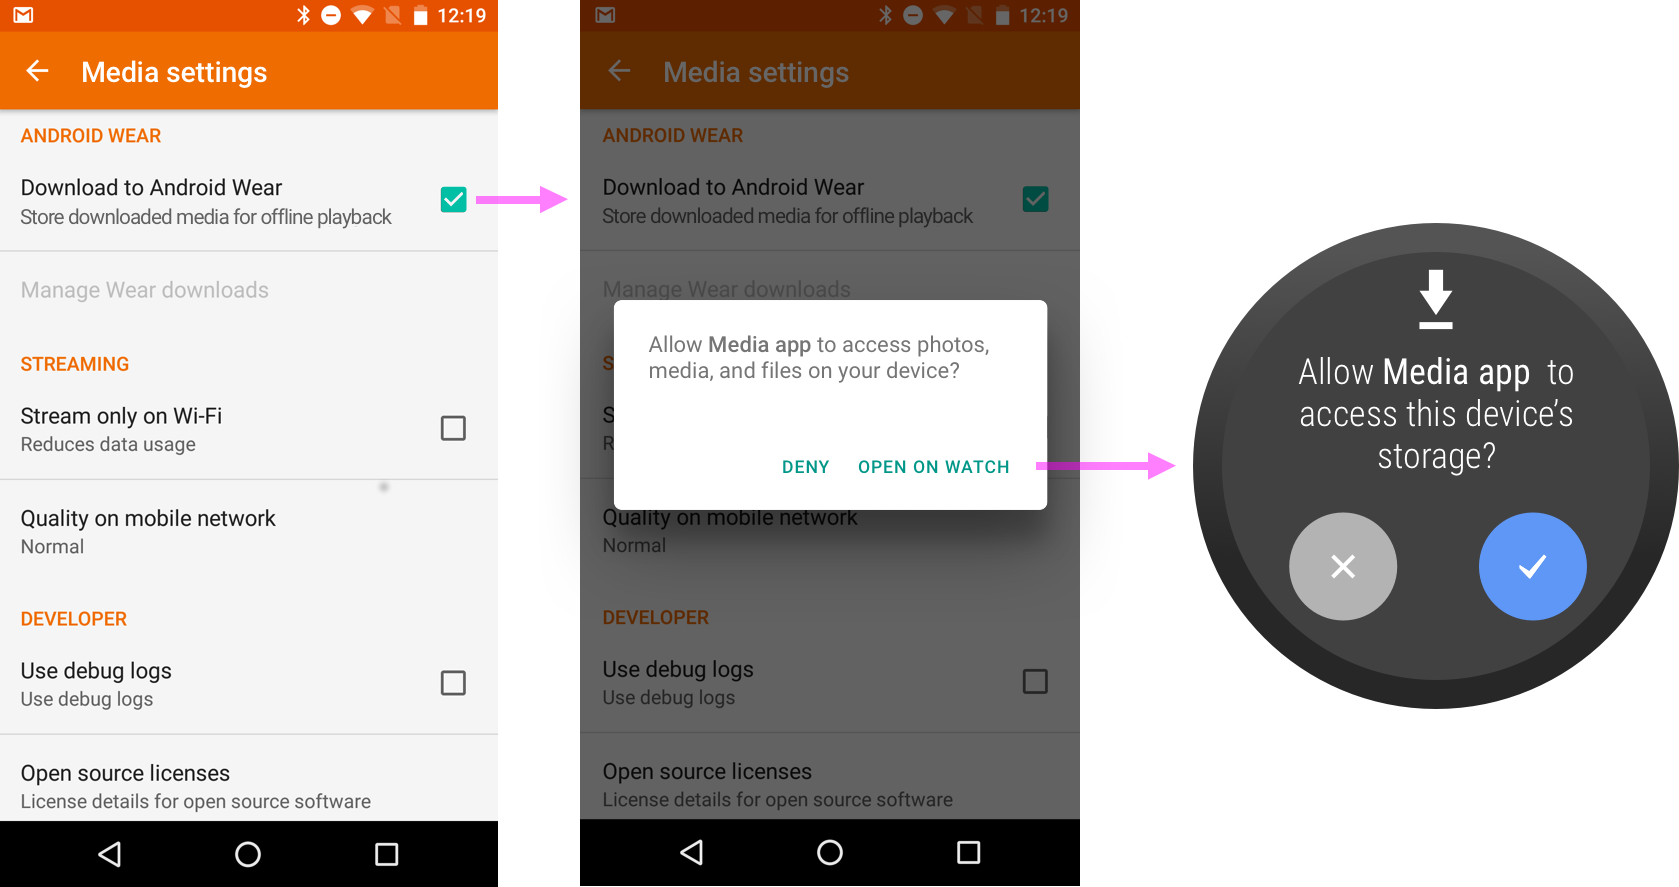 12:19
Media settings
ANDROID WEAR
Download to Android Wear
Store downloaded media for offline playback
Manage Wear downloads
STREAMING
Stream only on Wi-Fi
Reduces data usage
Quality on mobile network
Normal
DEVELOPER
Use debug logs
Use debug logs
Open source licenses
License details for open source software
12:19
Media settings
ANDROID WEAR
Download to Android Wear
Store downloaded media for offline playback
Manage Wear downloads
S
Allow Media app to access photos,
media, and files on your device?
S
R
DENY OPEN ON WATCH
Quality on mobile network
Normal
DEVELOPER
Use debug logs
Use debug logs
Open source licenses
License details for open source software
Allow Media app to
access this device’s
storage?